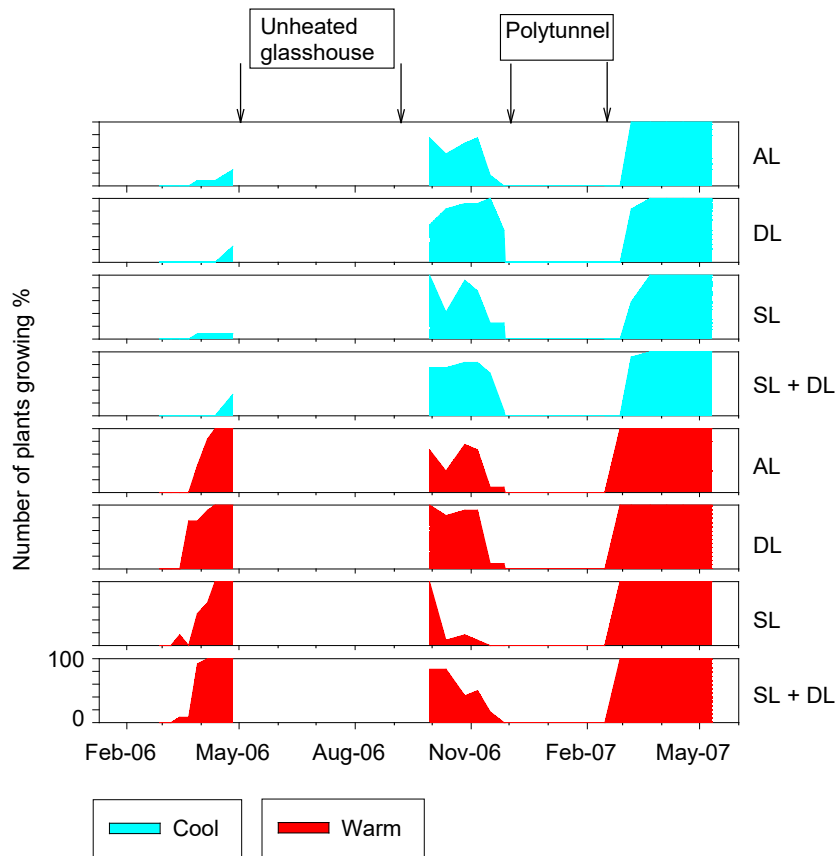 Unheated
glasshouse
Polytunnel
AL
DL
SL
SL + DL
AL
DL
SL
SL + DL
Number of plants growing %
100
0
Feb-06 May-06 Aug-06 Nov-06 Feb-07 May-07
Cool Warm